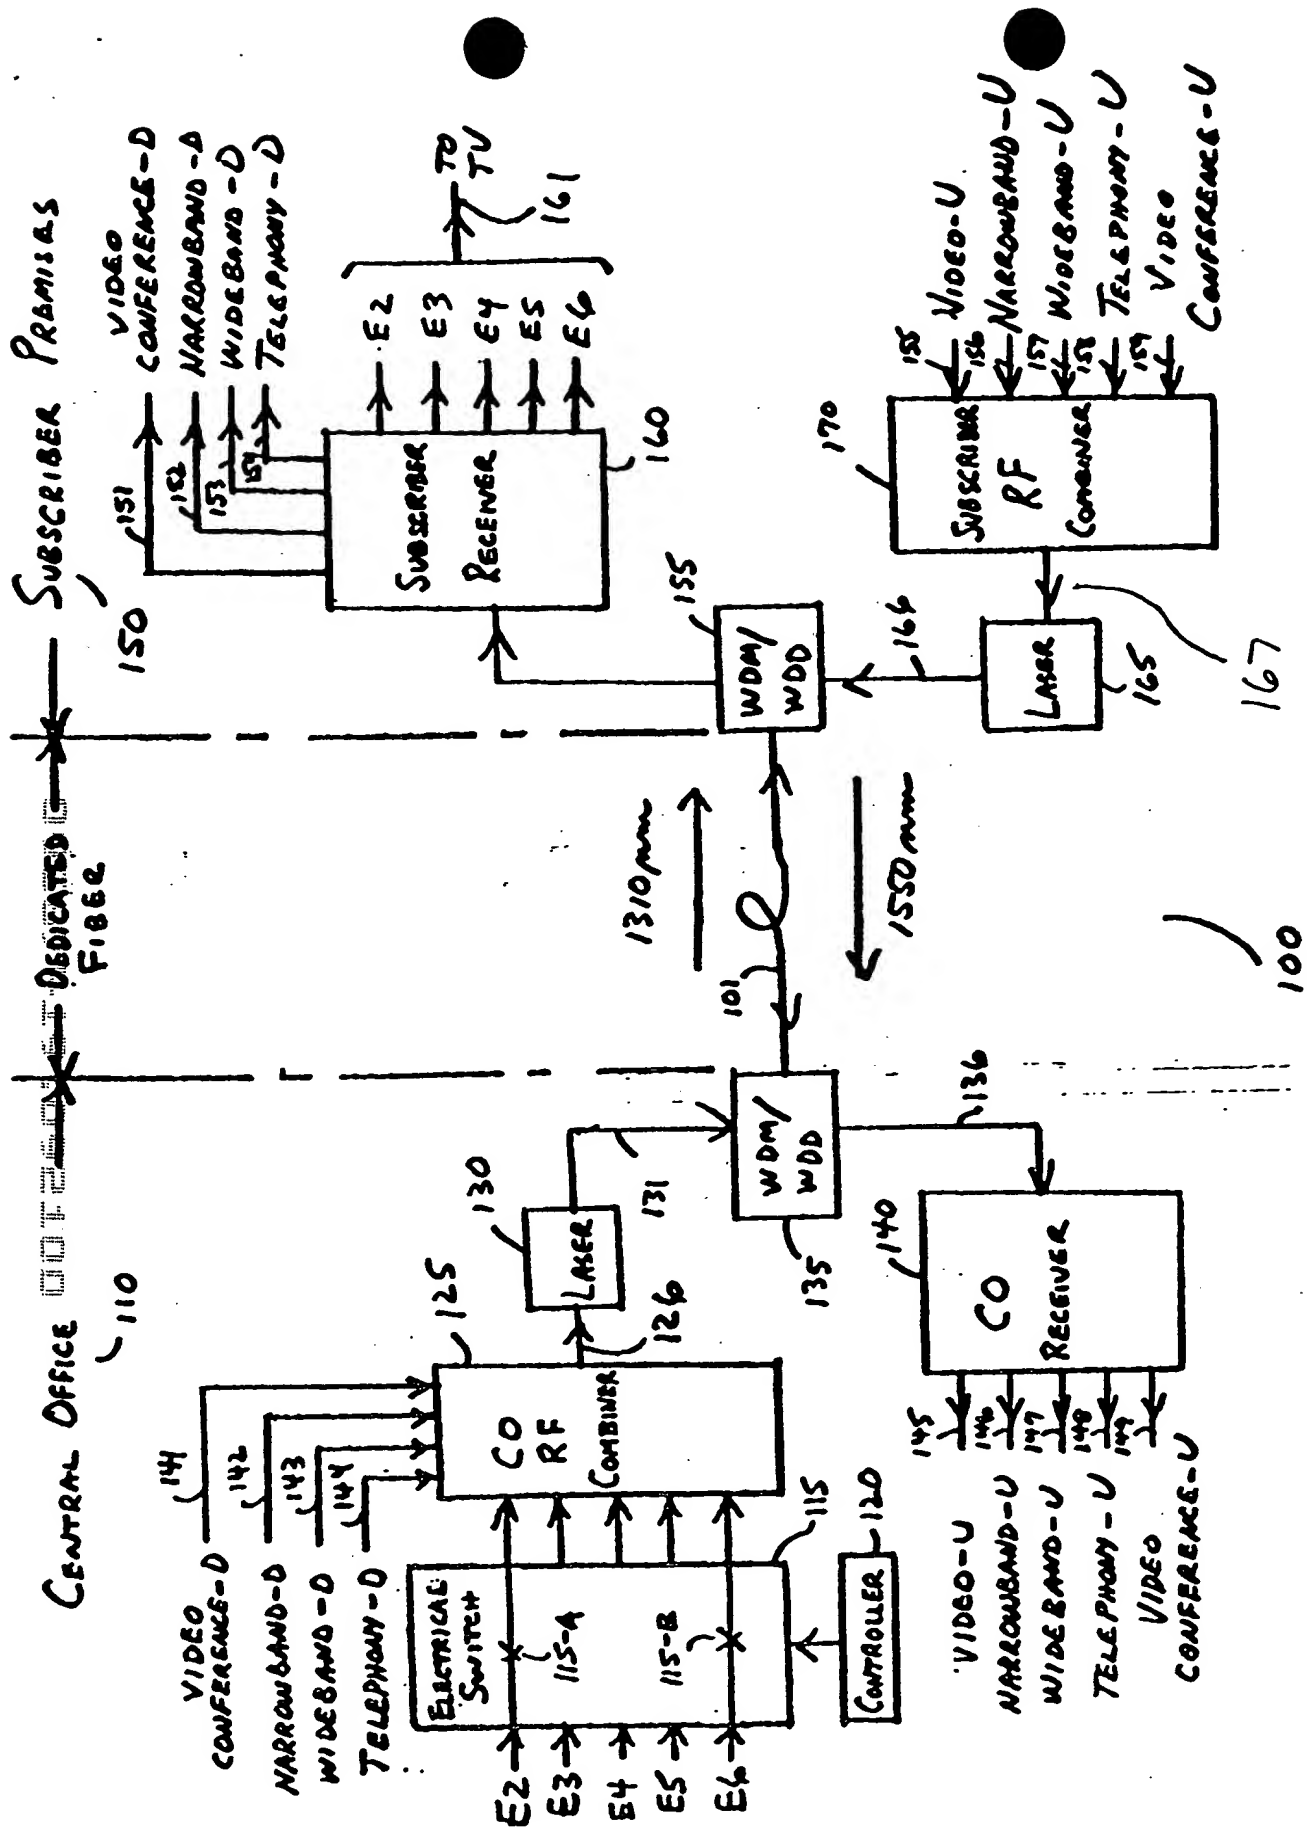 CENTRAL OFFICE
110
DEDICATED
FIBER
SUBSCRIBER PREMISES
150
VIDEO
CONFERENCE-D
141
NARROWBAND-D
142
WIDEBAND-D
143
TELEPHONY-D
144
ELECTRICAL
SWITCH
E2
E3
E4
E5
E6
115-A
115-B
115
CONTROLLER
120
CO
RF
COMBINER
125
126
LASER
130
131
WDM/
WDD
135
136
CO
RECEIVER
140
145
146
147
148
149
VIDEO-U
NARROWBAND-U
WIDEBAND-U
TELEPHONY-U
VIDEO
CONFERENCE-U
101
1310nm
1550nm
100
WDM/
WDD
155
SUBSCRIBER
RECEIVER
160
151
152
153
154
VIDEO
CONFERENCE-D
NARROWBAND-D
WIDEBAND-D
TELEPHONY-D
E2
E3
E4
E5
E6
TO
TV
161
166
LASER
165
167
SUBSCRIBER
RF
COMBINER
170
155
156
157
158
159
VIDEO-U
NARROWBAND-U
WIDEBAND-U
TELEPHONY-U
VIDEO
CONFERENCE-U